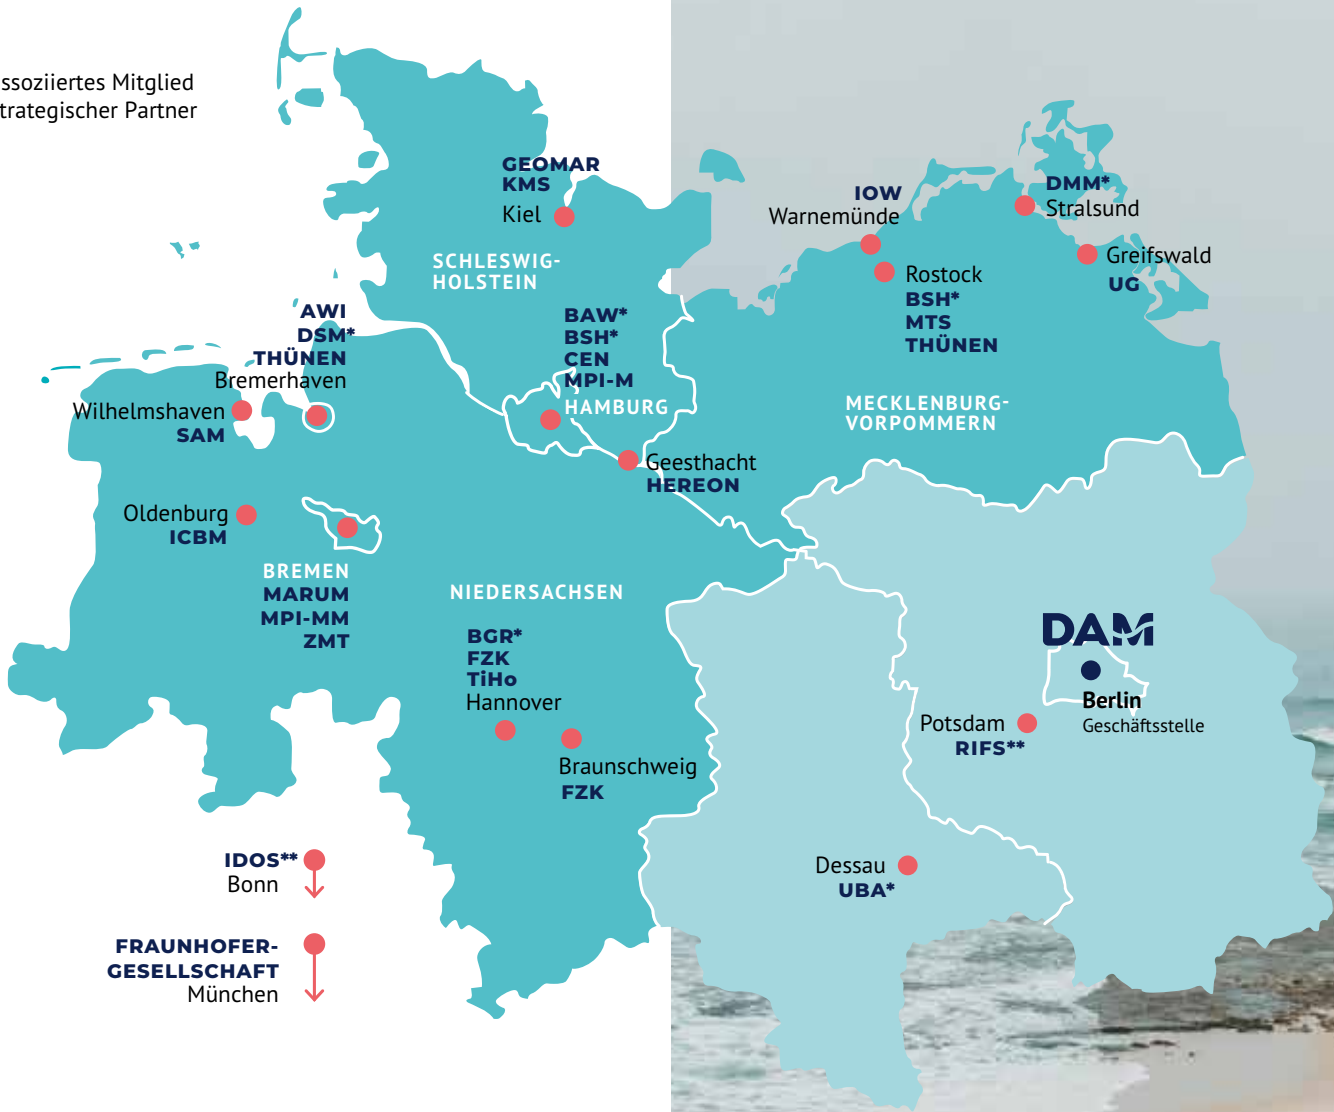 ssoziiertes Mitglied
trategischer Partner
GEOMAR
KMS
Kiel
SCHLESWIG-
HOLSTEIN
IOW
Warnemünde
DMM*
Stralsund
Greifswald
UG
Rostock
BSH*
MTS
THÜNEN
AWI
DSM*
THÜNEN
Bremerhaven
BAW*
BSH*
CEN
MPI-M
HAMBURG
Wilhelmshaven
SAM
MECKLENBURG-
VORPOMMERN
Geesthacht
HEREON
Oldenburg
ICBM
BREMEN
MARUM
MPI-MM
ZMT
NIEDERSACHSEN
BGR*
FZK
TiHo
Hannover
Braunschweig
FZK
DAM
Berlin
Geschäftsstelle
Potsdam
RIFS**
Dessau
UBA*
IDOS**
Bonn
FRAUNHOFER-
GESELLSCHAFT
München